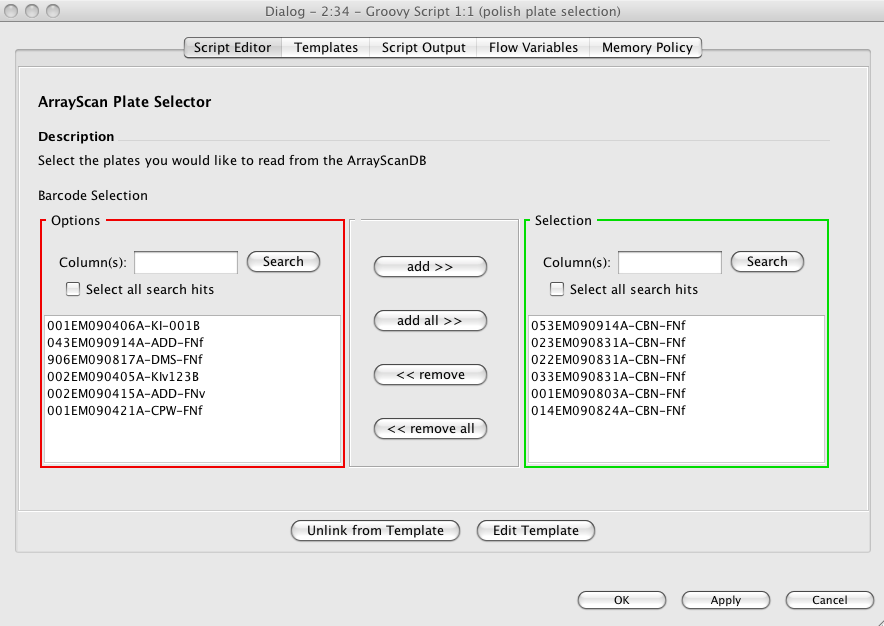 Dialog - 2:34 - Groovy Script 1:1 (polish plate selection)
Script Editor Templates Script Output Flow Variables Memory Policy
ArrayScan Plate Selector
Description
Select the plates you would like to read from the ArrayScanDB
Barcode Selection
Options
Column(s): Search
Select all search hits
001EM090406A-KI-001B
043EM090914A-ADD-FNf
906EM090817A-DMS-FNf
002EM090405A-KIv123B
002EM090415A-ADD-FNv
001EM090421A-CPW-FNf
add >>
add all >>
<< remove
<< remove all
Selection
Column(s): Search
Select all search hits
053EM090914A-CBN-FNf
023EM090831A-CBN-FNf
022EM090831A-CBN-FNf
033EM090831A-CBN-FNf
001EM090803A-CBN-FNf
014EM090824A-CBN-FNf
Unlink from Template Edit Template
OK Apply Cancel